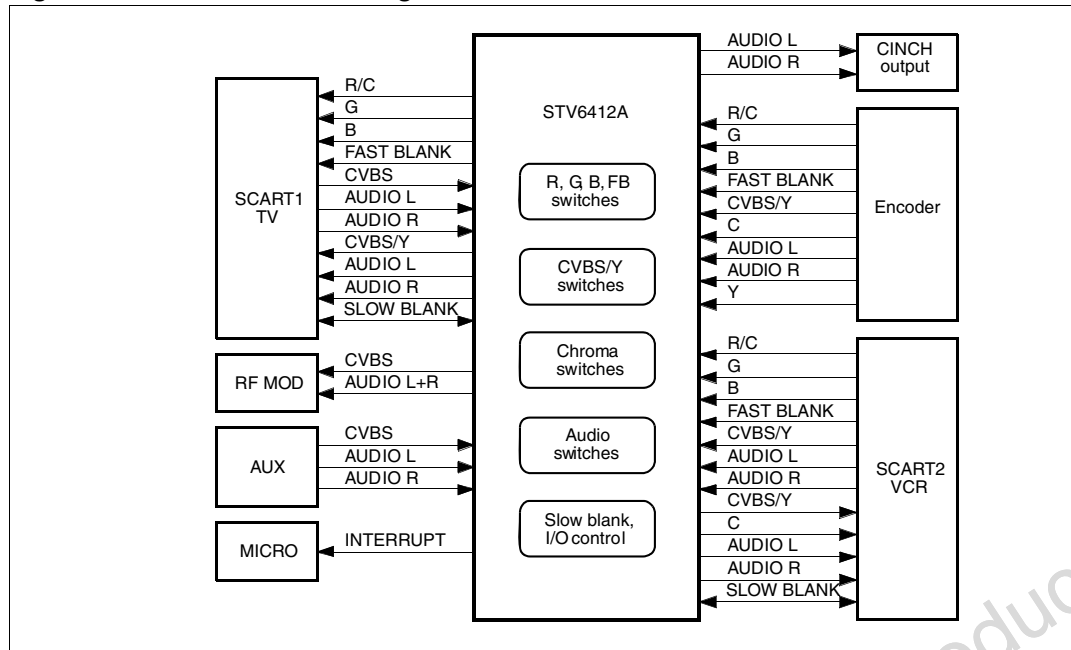 SCART1
TV
R/C
G
B
FAST BLANK
CVBS
AUDIO L
AUDIO R
CVBS/Y
AUDIO L
AUDIO R
SLOW BLANK
RF MOD
CVBS
AUDIO L+R
AUX
CVBS
AUDIO L
AUDIO R
MICRO
INTERRUPT
STV6412A
R, G, B, FB
switches
CVBS/Y
switches
Chroma
switches
Audio
switches
Slow blank,
I/O control
AUDIO L
AUDIO R
CINCH
output
R/C
G
B
FAST BLANK
CVBS/Y
C
AUDIO L
AUDIO R
Y
Encoder
R/C
G
B
FAST BLANK
CVBS/Y
AUDIO L
AUDIO R
CVBS/Y
C
AUDIO L
AUDIO R
SLOW BLANK
SCART2
VCR